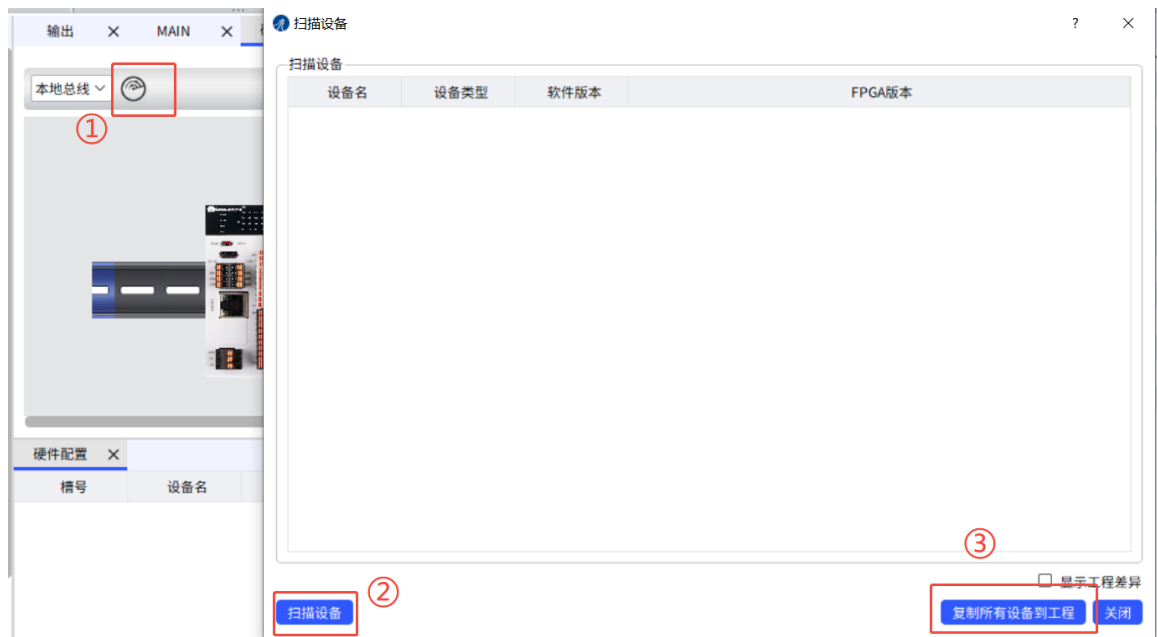 输出 MAIN
扫描设备
本地总线
①
扫描设备
设备名 设备类型 软件版本 FPGA版本
硬件配置
槽号 设备名
③
显示工程差异
②
扫描设备 复制所有设备到工程 关闭